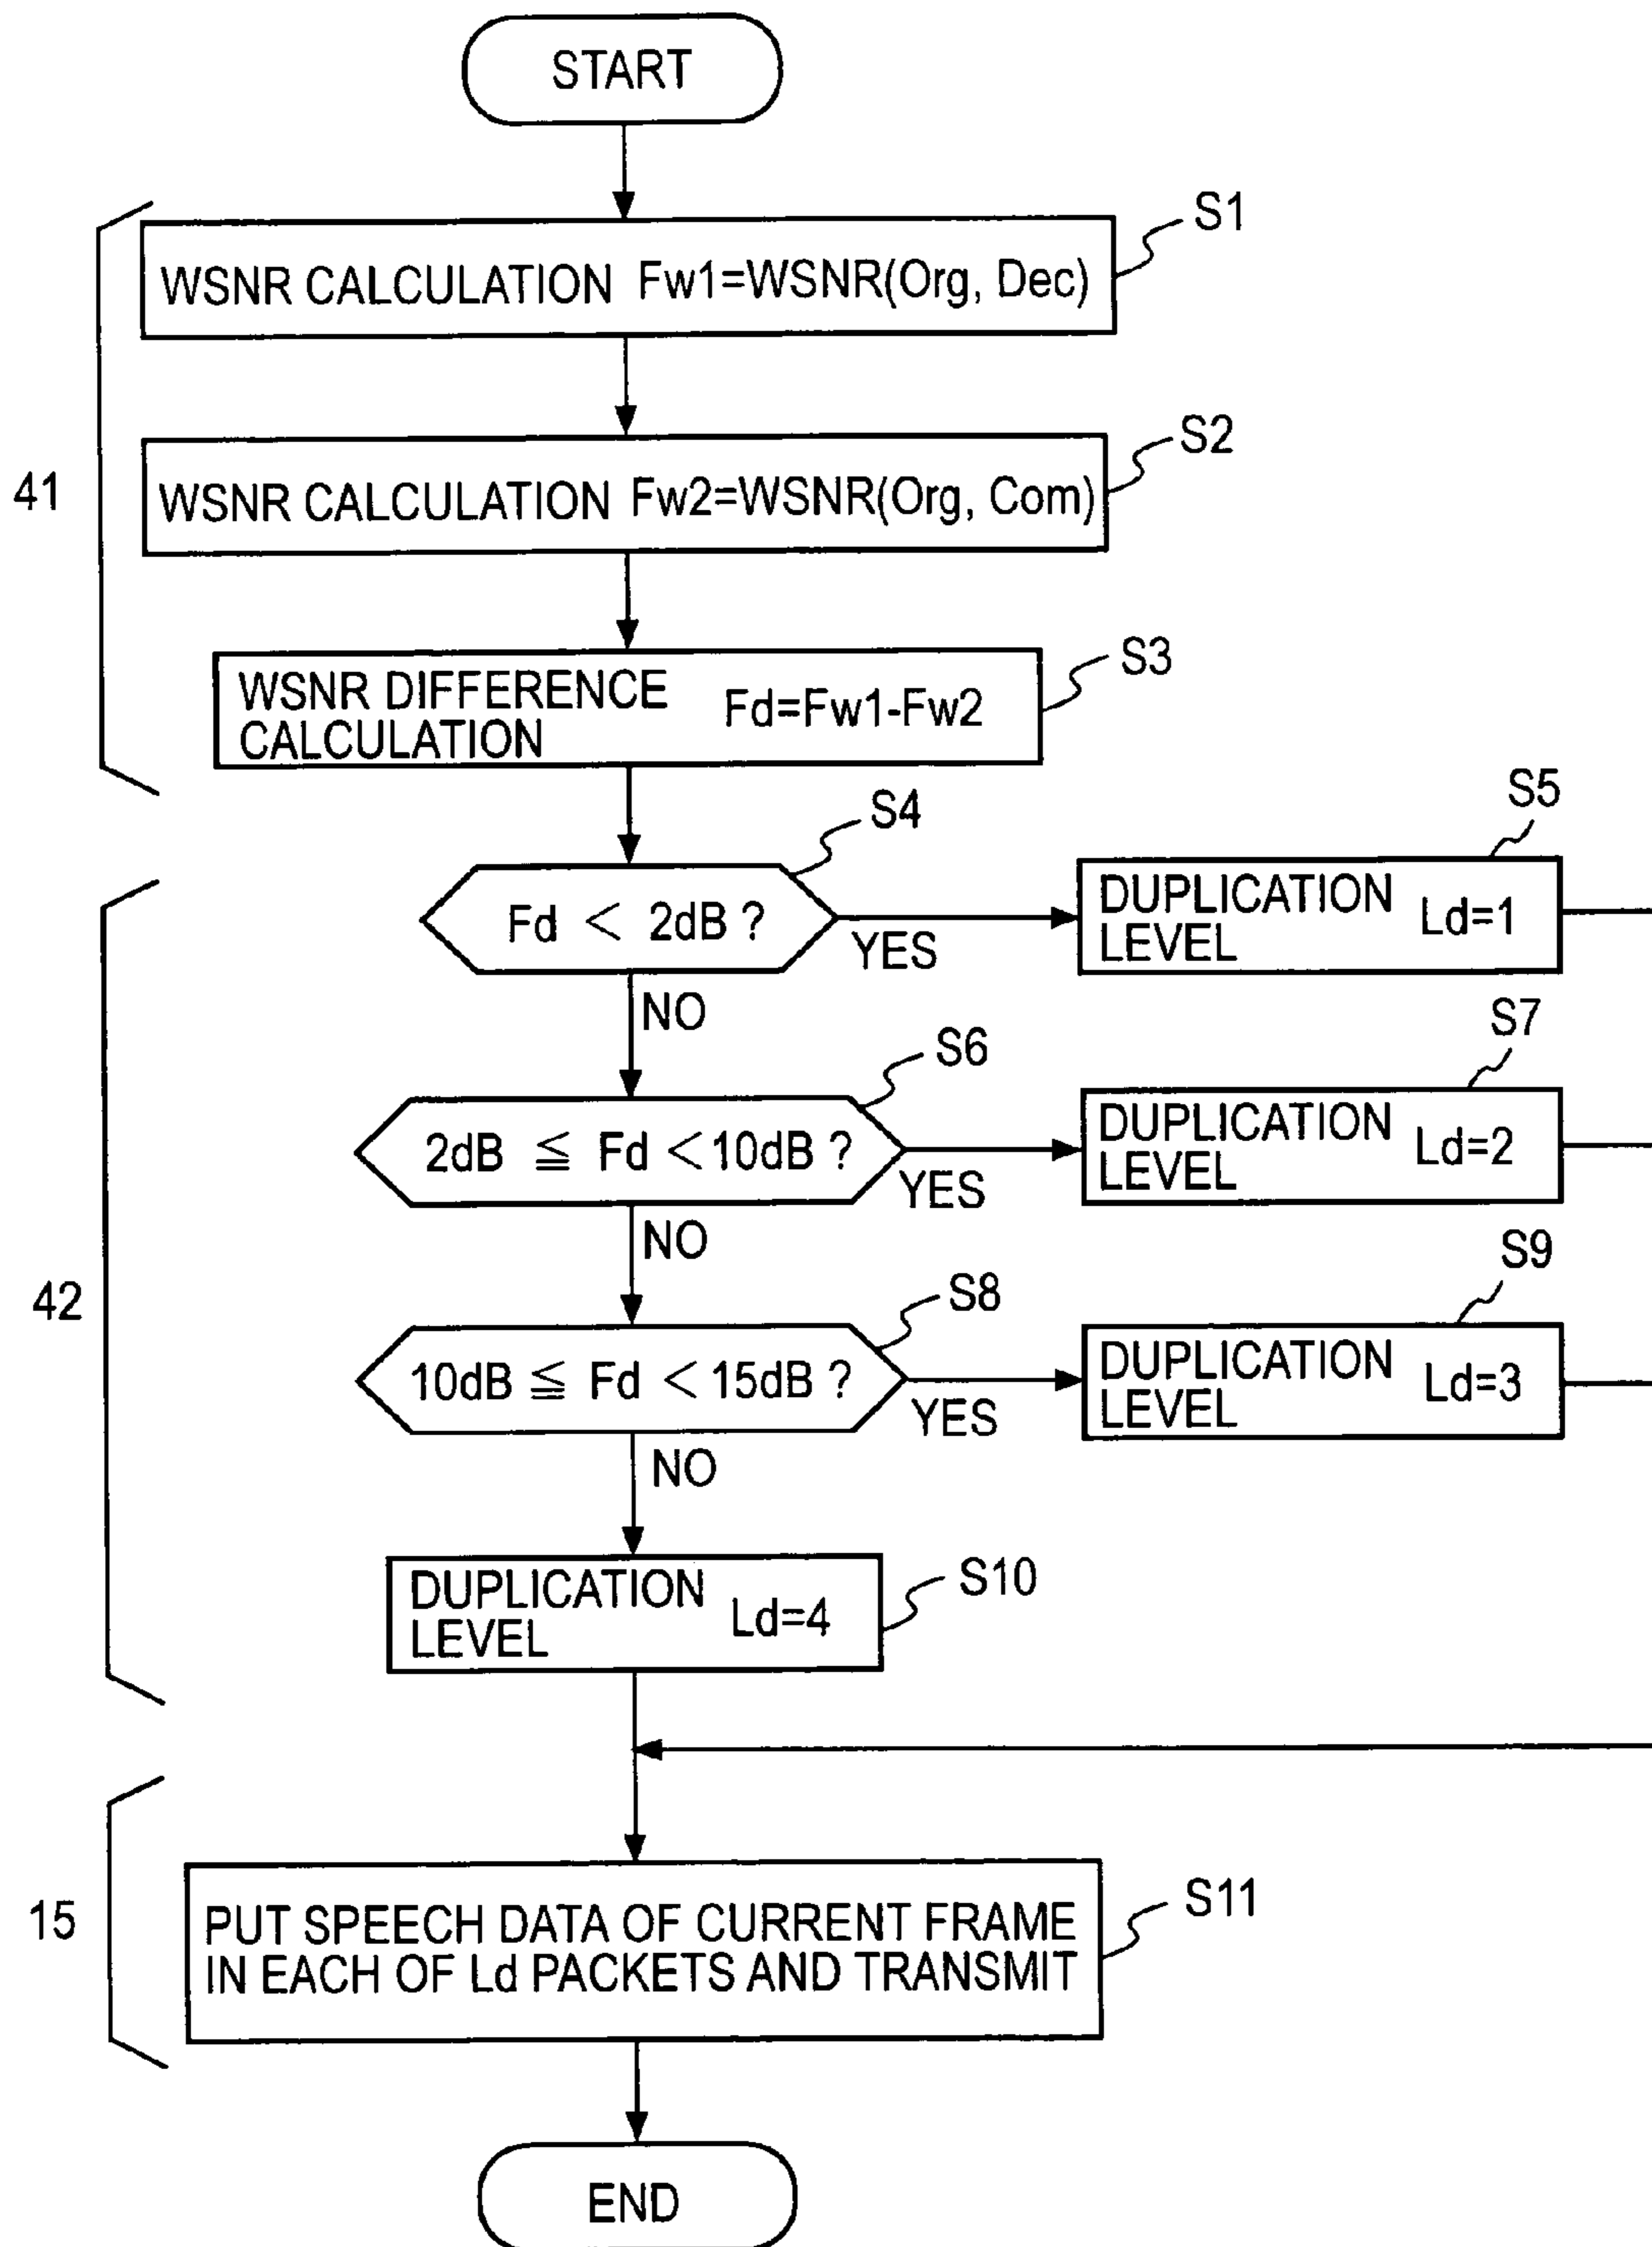 START
S1
WSNR CALCULATION Fw1=WSNR(Org, Dec)
S2
WSNR CALCULATION Fw2=WSNR(Org, Com)
41
S3
WSNR DIFFERENCE
CALCULATION
Fd=Fw1-Fw2
S4
Fd < 2dB ?
YES
NO
S5
DUPLICATION
LEVEL
Ld=1
S6
2dB ≦ Fd < 10dB ?
YES
NO
S7
DUPLICATION
LEVEL
Ld=2
42
S8
10dB ≦ Fd < 15dB ?
YES
NO
S9
DUPLICATION
LEVEL
Ld=3
S10
DUPLICATION
LEVEL
Ld=4
15
S11
PUT SPEECH DATA OF CURRENT FRAME
IN EACH OF Ld PACKETS AND TRANSMIT
END